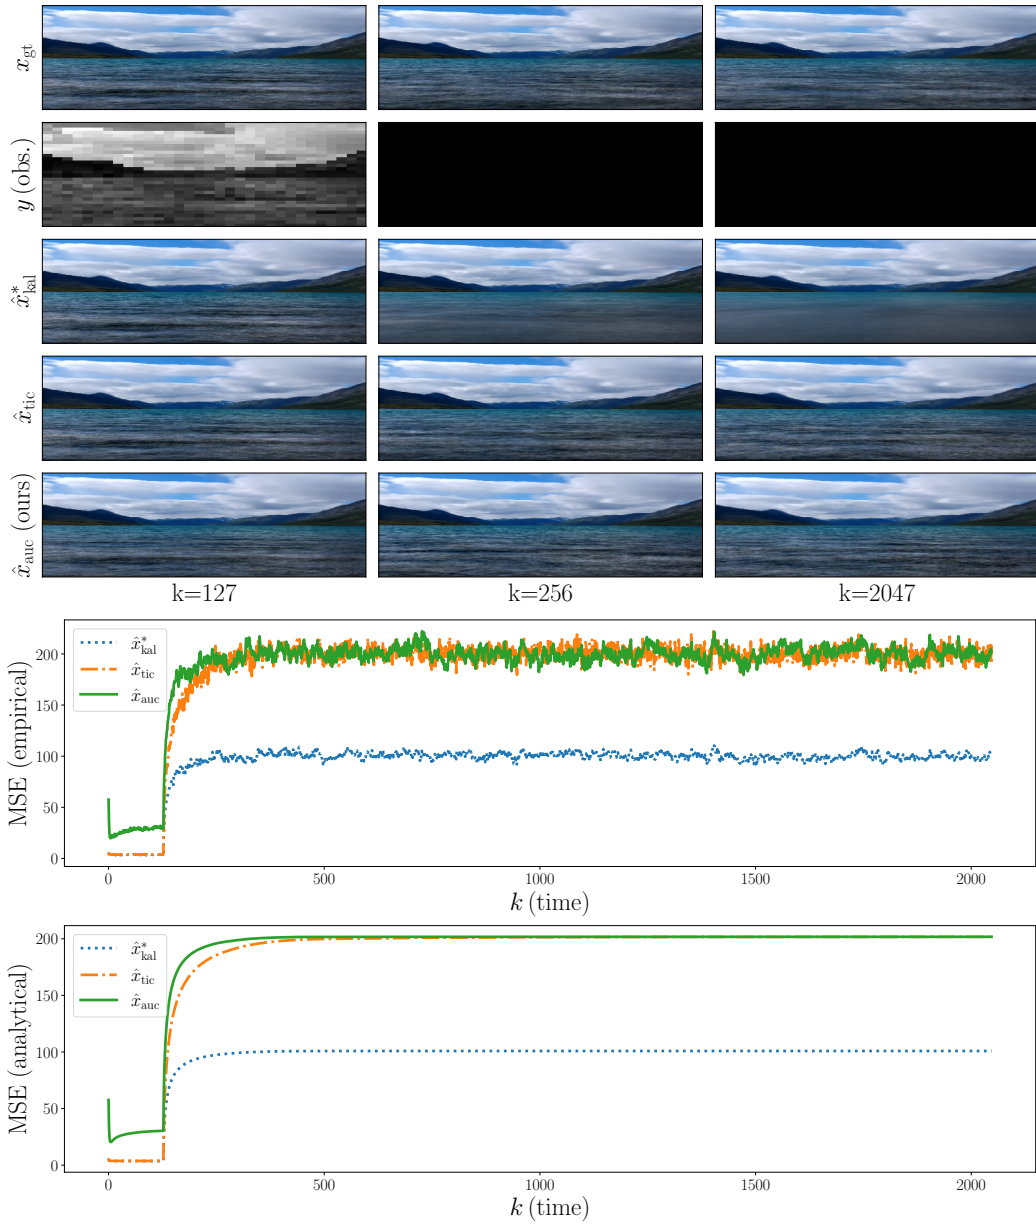 x_gt
y (obs.)
x̂*_kal
x̂_tic
x̂_auc (ours)
k=127 k=256 k=2047
MSE (empirical)
200
150
100
50
0
x̂*_kal
x̂_tic
x̂_auc
0 500 1000 1500 2000
k (time)
MSE (analytical)
200
150
100
50
0
x̂*_kal
x̂_tic
x̂_auc
0 500 1000 1500 2000
k (time)